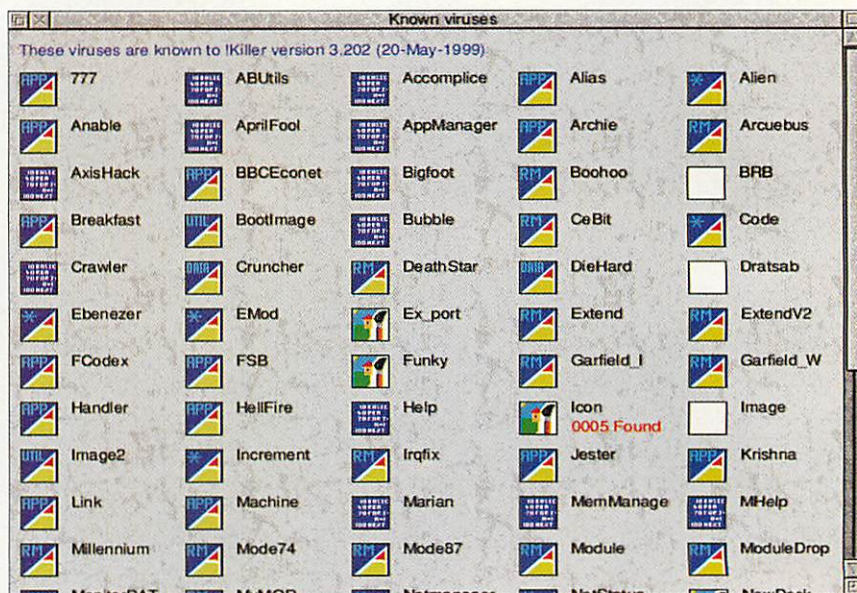 Known viruses
These viruses are known to !Killer version 3.202 (20-May-1999)
777 ABUtils Accomplice Alias Alien
Anable AprilFool AppManager Archie Arcuebus
AxisHack BBCEconet Bigfoot Boohoo BRB
Breakfast BootImage Bubble CeBit Code
Crawler Cruncher DeathStar DieHard Dratsab
Ebenezer EMod Ex_port Extend ExtendV2
FCodex FSB Funky Garfield_I Garfield_W
Handler HellFire Help Icon Image
0005 Found
Image2 Increment Irqfix Jester Krishna
Link Machine Marian MemManage MHelp
Millennium Mode74 Mode87 Module ModuleDrop